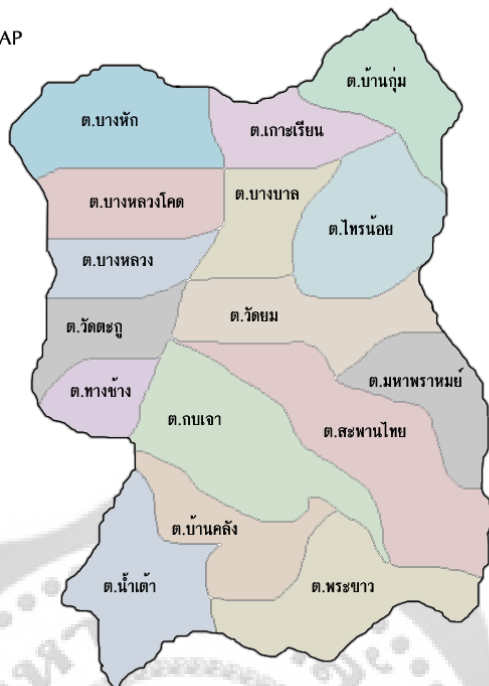 AP
ต.บ้านกุ่ม
ต.บางหัก
ต.เกาะเรียน
ต.บางหลวงโดด
ต.บางบาล
ต.ไทรน้อย
ต.บางหลวง
ต.วัดตะกู
ต.วัดยม
ต.ทางช้าง
ต.มหาพราหมย์
ต.กบเจา
ต.สะพานไทย
ต.บ้านคลัง
ต.น้ำเต้า
ต.พระขาว